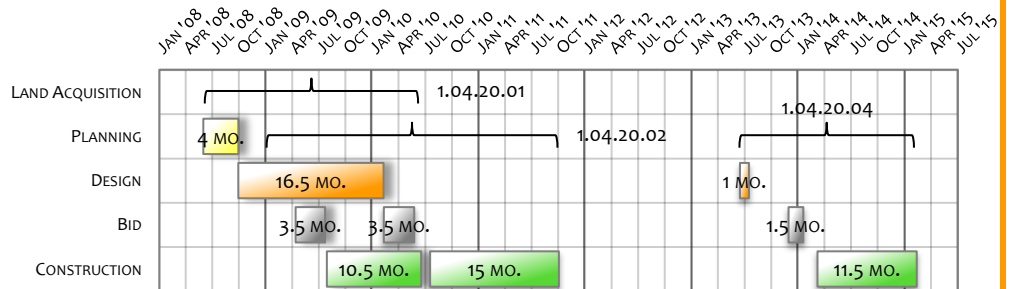 JAN '08 APR '08 JUL '08 OCT '08 JAN '09 APR '09 JUL '09 OCT '09 JAN '10 APR '10 JUL '10 OCT '10 JAN '11 APR '11 JUL '11 OCT '11 JAN '12 APR '12 JUL '12 OCT '12 JAN '13 APR '13 JUL '13 OCT '13 JAN '14 APR '14 JUL '14 OCT '14 JAN '15 APR '15 JUL '15
LAND ACQUISITION 1.04.20.01
1.04.20.04
PLANNING 4 MO. 1.04.20.02
DESIGN 16.5 MO. 1 MO.
BID 3.5 MO. 3.5 MO. 1.5 MO.
CONSTRUCTION 10.5 MO. 15 MO. 11.5 MO.